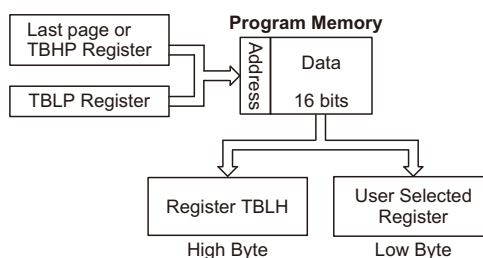 Program Memory
Last page or
TBHP Register
TBLP Register
Address
Data
16 bits
Register TBLH
High Byte
User Selected
Register
Low Byte